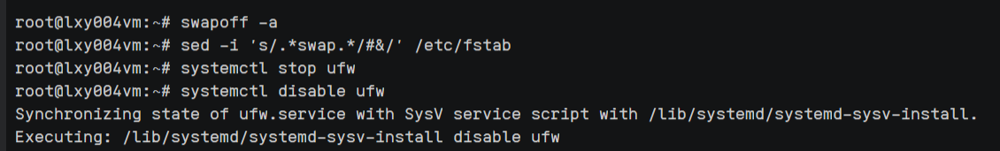 root@lxy004vm:~# swapoff -a
root@lxy004vm:~# sed -i 's/.*swap.*/#&/' /etc/fstab
root@lxy004vm:~# systemctl stop ufw
root@lxy004vm:~# systemctl disable ufw
Synchronizing state of ufw.service with SysV service script with /lib/systemd/systemd-sysv-install.
Executing: /lib/systemd/systemd-sysv-install disable ufw